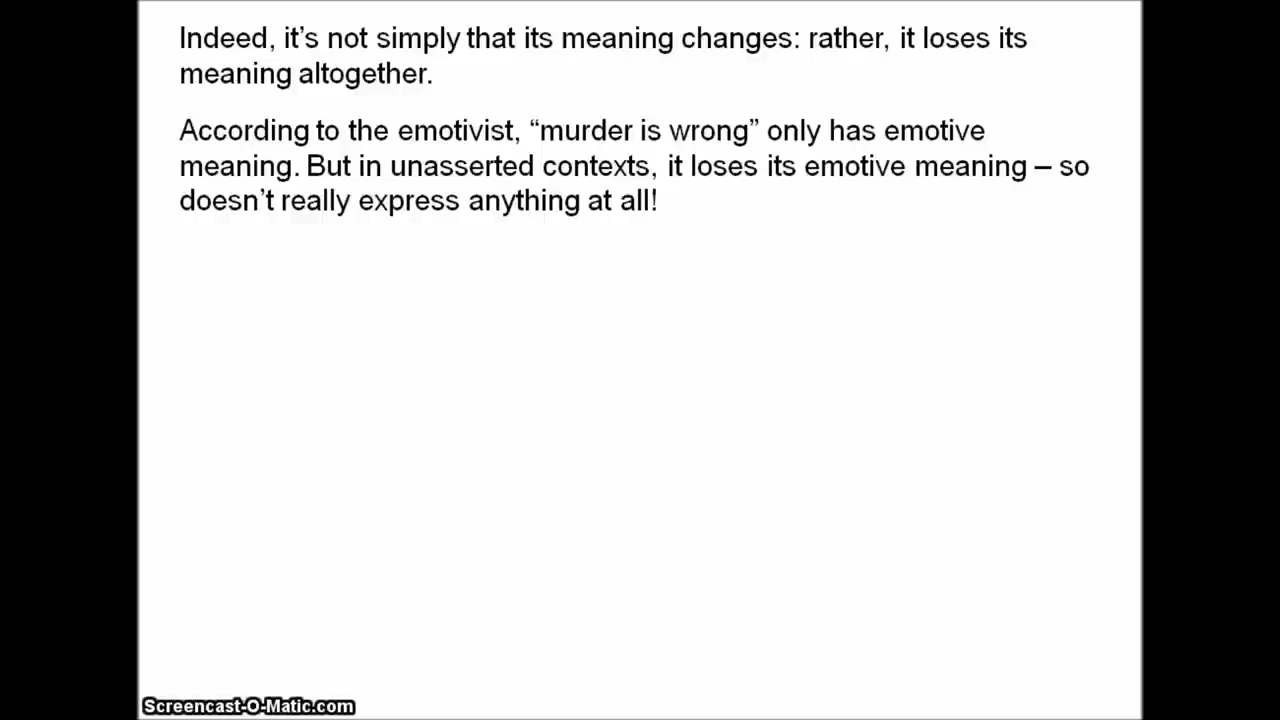 Indeed, it’s not simply that its meaning changes: rather, it loses its
meaning altogether.
According to the emotivist, “murder is wrong” only has emotive
meaning. But in unasserted contexts, it loses its emotive meaning – so
doesn’t really express anything at all!
Screencast-O-Matic.com